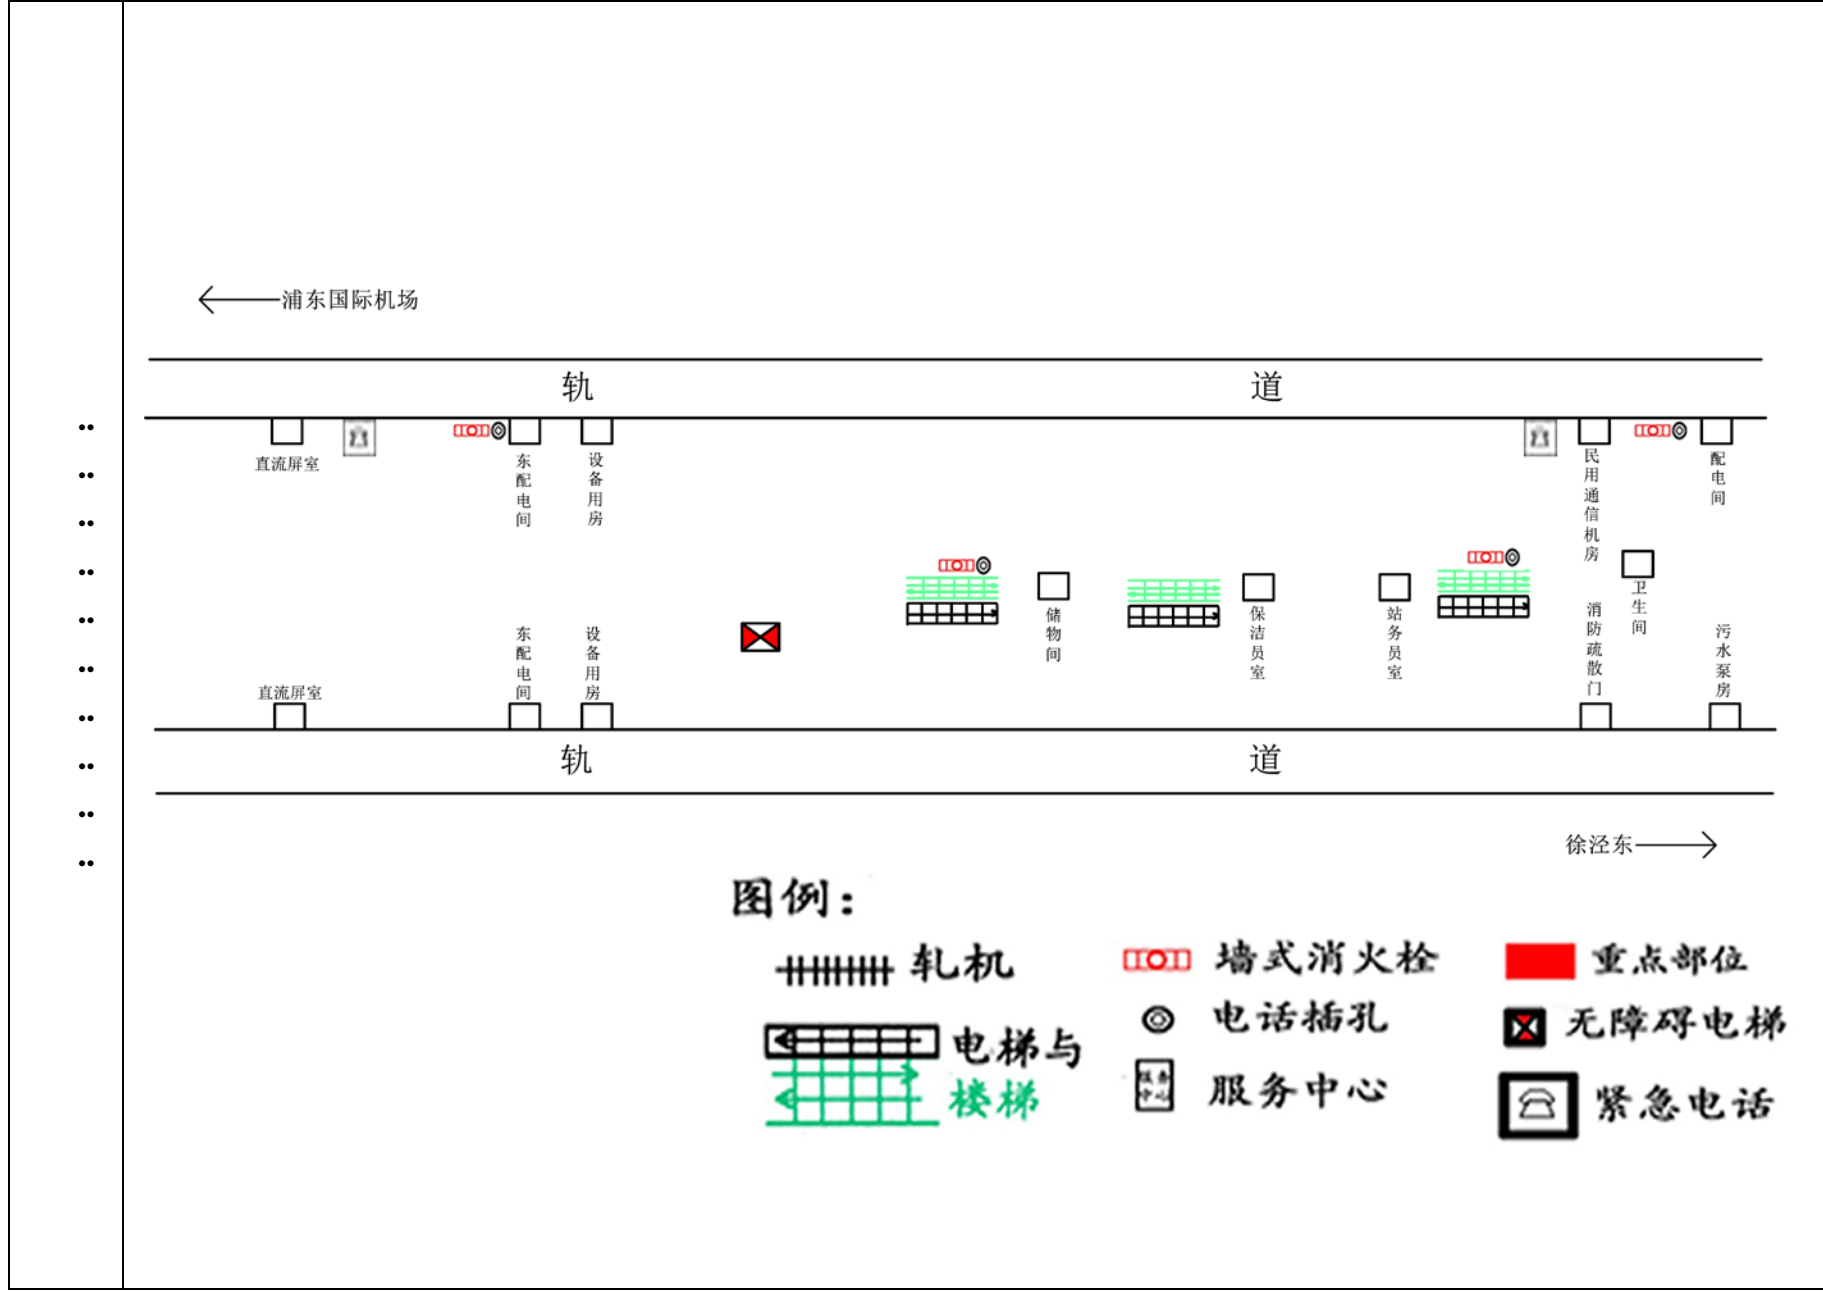 浦东国际机场
轨 道
直流屏室
东配电间
设备用房
民用通信机房
配电间
储物间
保洁员室
站务员室
卫生间
直流屏室
东配电间
设备用房
消防疏散门
污水泵房
轨 道
徐泾东
图例：
轧机
墙式消火栓
重点部位
电梯与
楼梯
电话插孔
无障碍电梯
服务
中心
服务中心
紧急电话